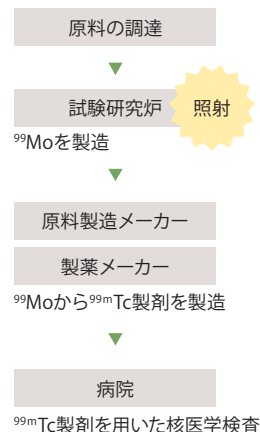 原料の調達
▼
試験研究炉 照射
⁹⁹Moを製造
▼
原料製造メーカー
製薬メーカー
⁹⁹Moから⁹⁹ᵐTc製剤を製造
▼
病院
⁹⁹ᵐTc製剤を用いた核医学検査